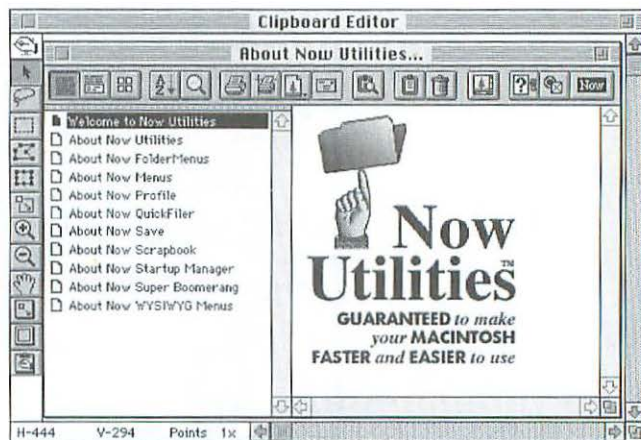 Clipboard Editor
About Now Utilities...
Now
Welcome to Now Utilities
About Now Utilities
About Now FolderMenus
About Now Menus
About Now Profile
About Now QuickFiler
About Now Save
About Now Scrapbook
About Now Startup Manager
About Now Super Boomerang
About Now WYSIWYG Menus
Now
Utilities™
GUARANTEED to make
your MACINTOSH
FASTER and EASIER to use
H-444 V-294 Points 1x